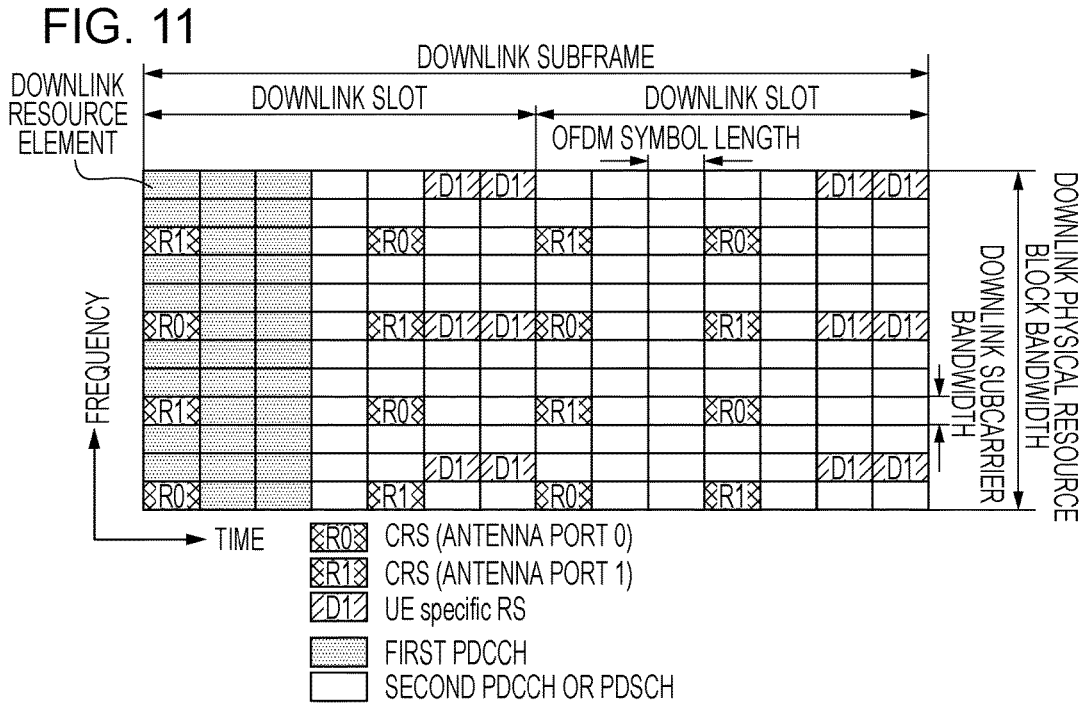 FIG. 11
DOWNLINK SUBFRAME
DOWNLINK
RESOURCE
ELEMENT
DOWNLINK SLOT
DOWNLINK SLOT
OFDM SYMBOL LENGTH
D1 D1 D1 D1
R1 R0 R1 R0
R0 R1 D1 D1 R0 R1 D1 D1
R1 R0 R1 R0
D1 D1 D1 D1
R0 R1 R0 R1
FREQUENCY
TIME
DOWNLINK PHYSICAL RESOURCE
BLOCK BANDWIDTH
DOWNLINK SUBCARRIER
BANDWIDTH
R0 CRS (ANTENNA PORT 0)
R1 CRS (ANTENNA PORT 1)
D1 UE specific RS
FIRST PDCCH
SECOND PDCCH OR PDSCH